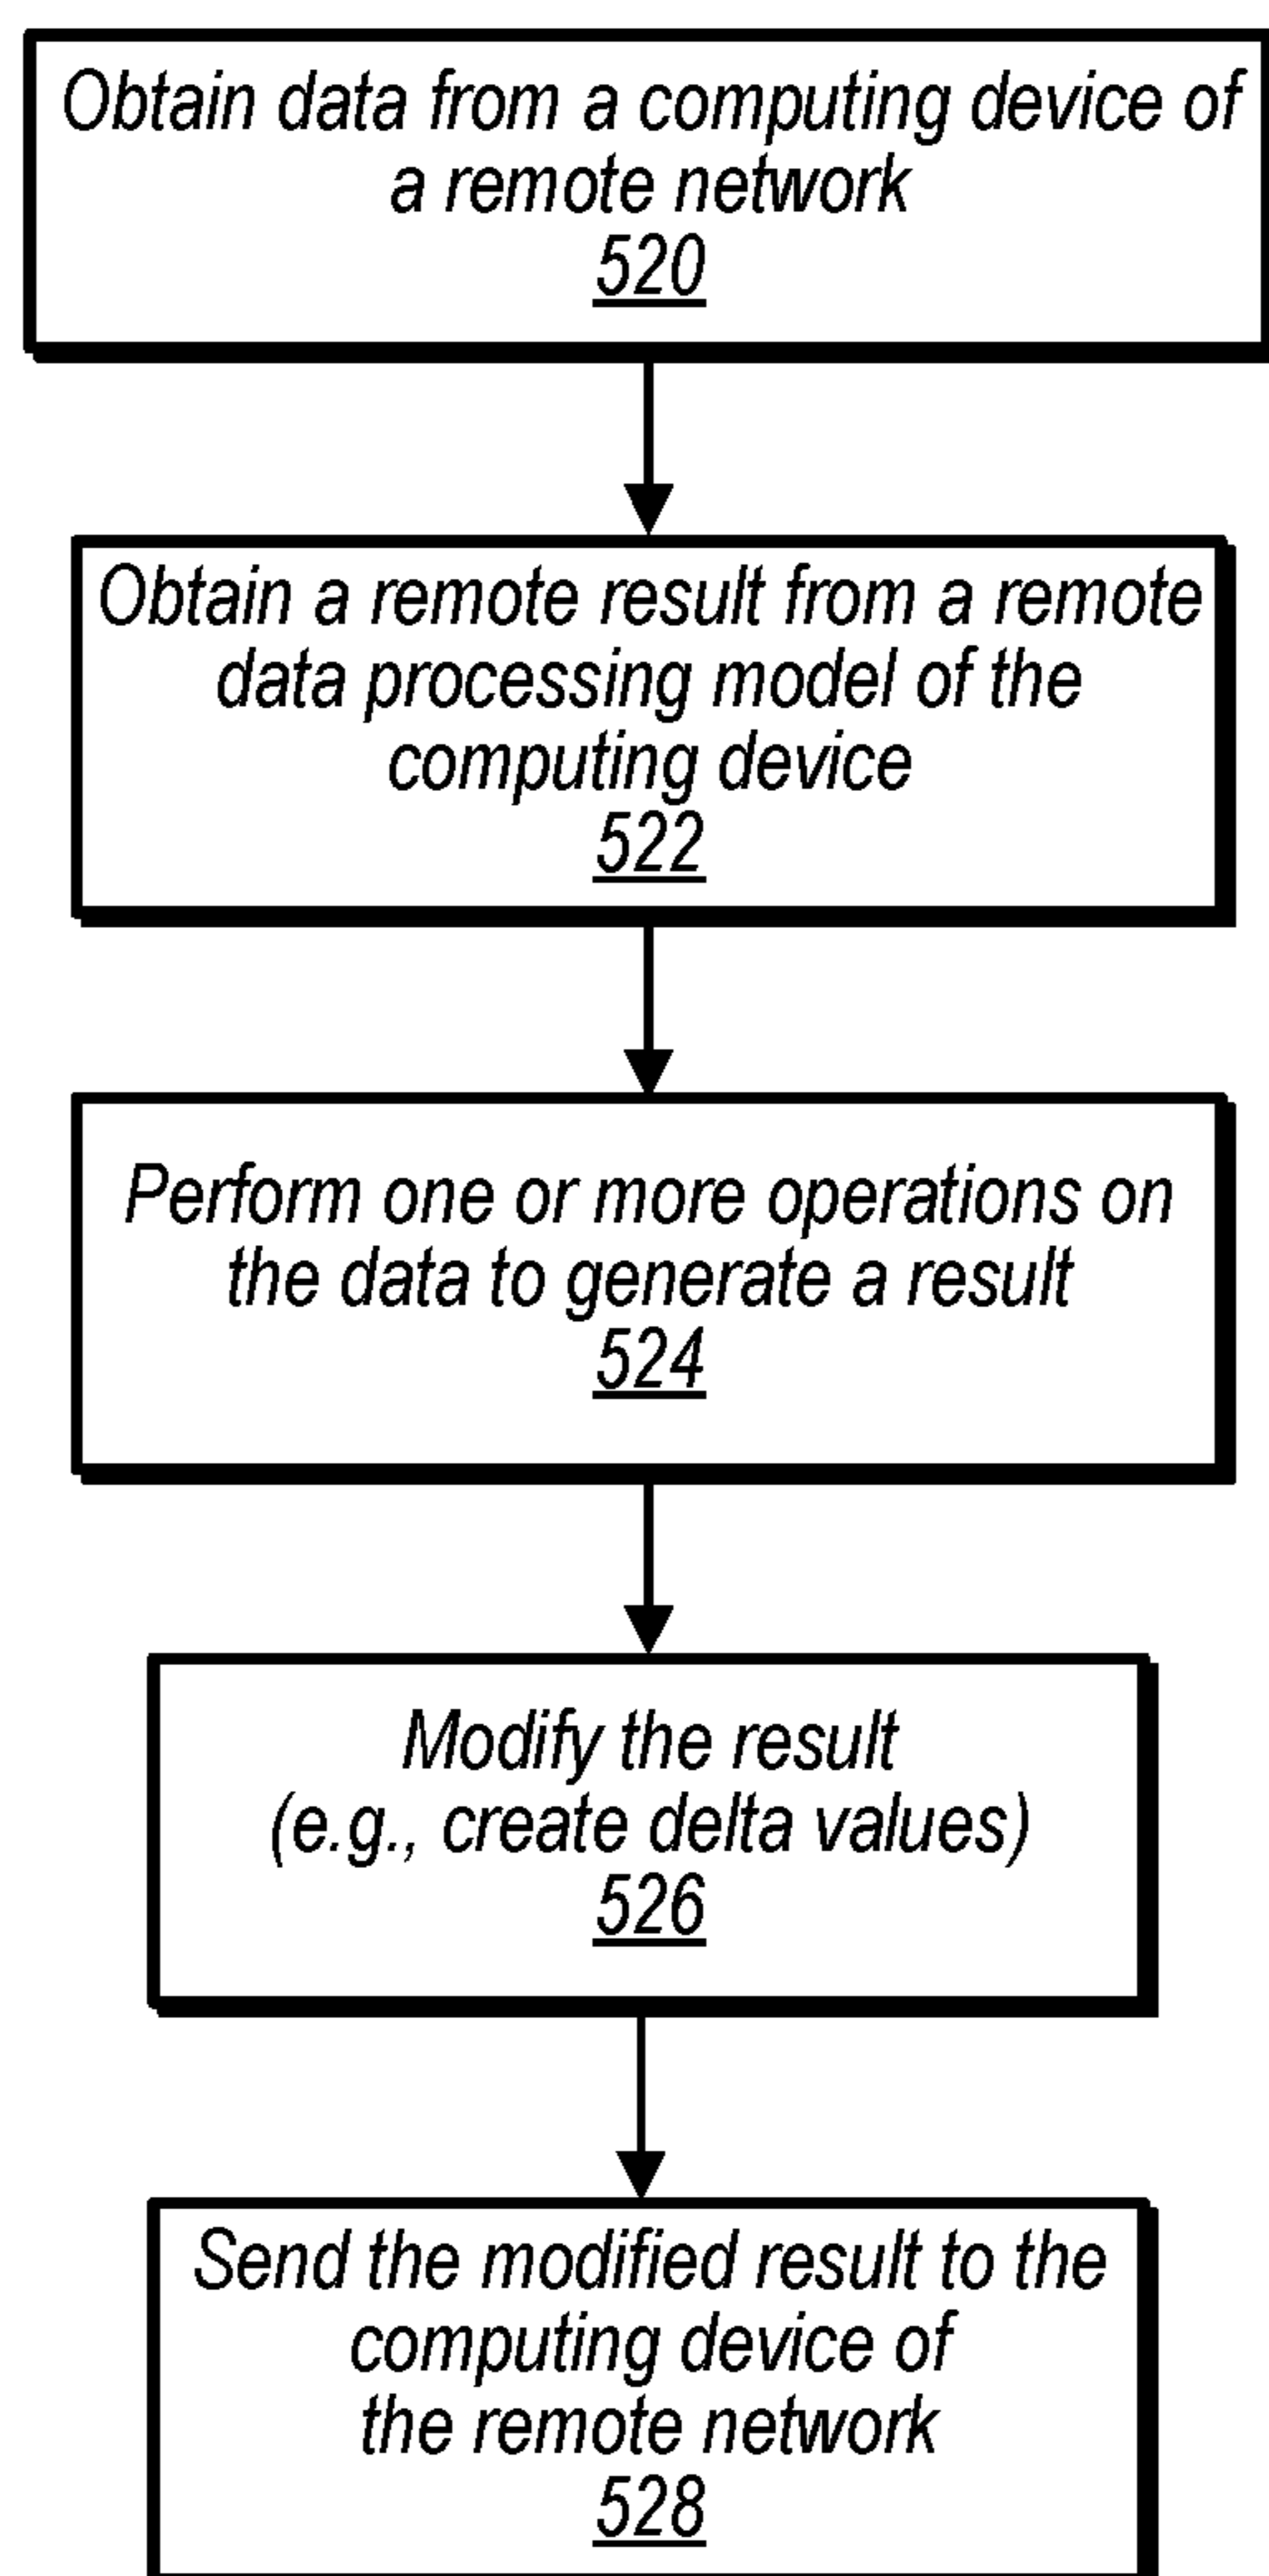 Obtain data from a computing device of
a remote network
520
Obtain a remote result from a remote
data processing model of the
computing device
522
Perform one or more operations on
the data to generate a result
524
Modify the result
(e.g., create delta values)
526
Send the modified result to the
computing device of
the remote network
528